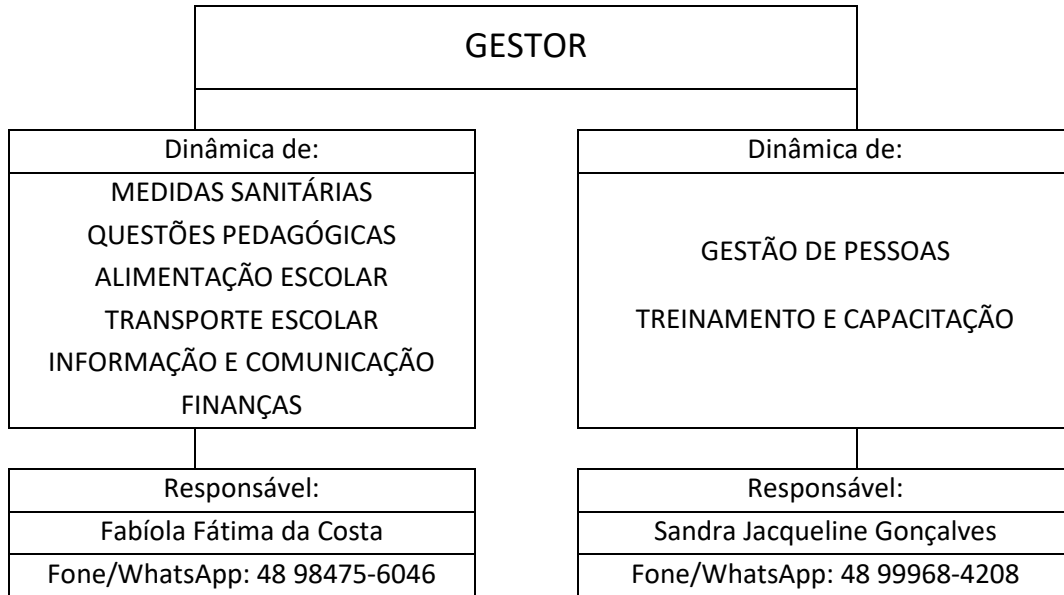 GESTOR
Dinâmica de:
MEDIDAS SANITÁRIAS
QUESTÕES PEDAGÓGICAS
ALIMENTAÇÃO ESCOLAR
TRANSPORTE ESCOLAR
INFORMAÇÃO E COMUNICAÇÃO
FINANÇAS
Responsável:
Fabíola Fátima da Costa
Fone/WhatsApp: 48 98475-6046
Dinâmica de:
GESTÃO DE PESSOAS
TREINAMENTO E CAPACITAÇÃO
Responsável:
Sandra Jacqueline Gonçalves
Fone/WhatsApp: 48 99968-4208